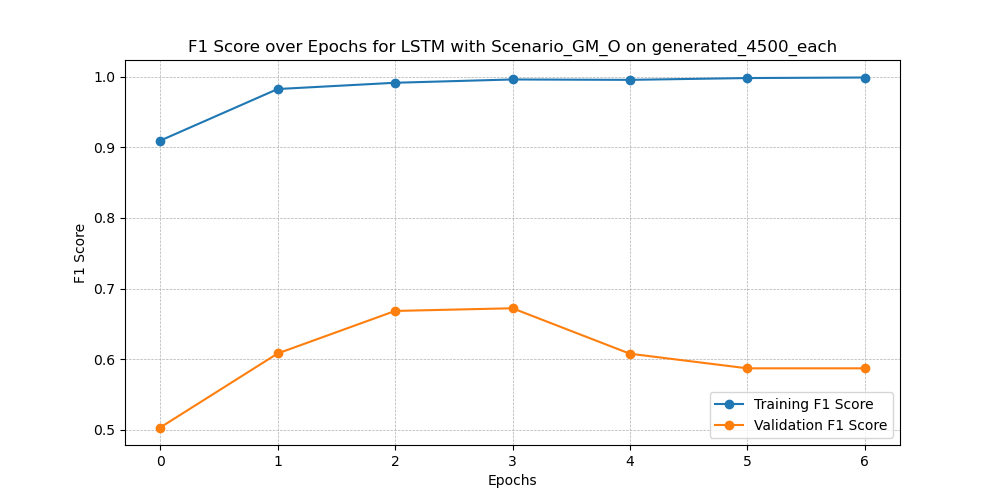 F1 Score over Epochs for LSTM with Scenario_GM_O on generated_4500_each
1.0
0.9
0.8
0.7
0.6
0.5
F1 Score
0 1 2 3 4 5 6
Epochs
Training F1 Score
Validation F1 Score